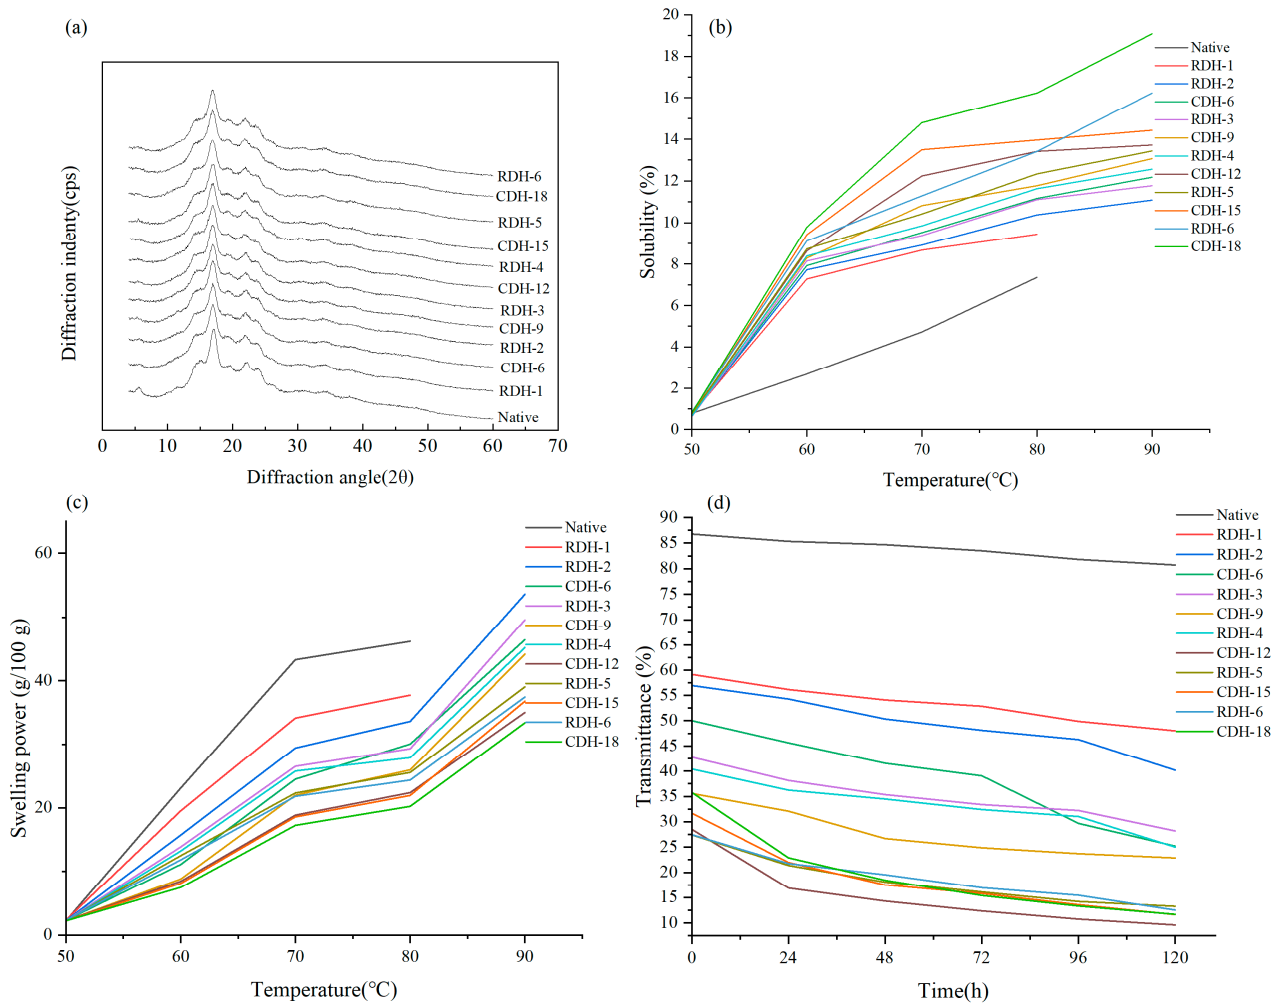 (a)
Diffraction indenty(cps)
RDH-6
CDH-18
RDH-5
CDH-15
RDH-4
CDH-12
RDH-3
CDH-9
RDH-2
CDH-6
RDH-1
Native
0 10 20 30 40 50 60 70
Diffraction angle(2θ)
(b)
Solubility (%)
20
18
16
14
12
10
8
6
4
2
0
50 60 70 80 90
Temperature(℃)
Native
RDH-1
RDH-2
CDH-6
RDH-3
CDH-9
RDH-4
CDH-12
RDH-5
CDH-15
RDH-6
CDH-18
(c)
Swelling power (g/100 g)
60
40
20
0
50 60 70 80 90
Temperature(℃)
Native
RDH-1
RDH-2
CDH-6
RDH-3
CDH-9
RDH-4
CDH-12
RDH-5
CDH-15
RDH-6
CDH-18
(d)
Transmittance (%)
90
85
80
75
70
65
60
55
50
45
40
35
30
25
20
15
10
0 24 48 72 96 120
Time(h)
Native
RDH-1
RDH-2
CDH-6
RDH-3
CDH-9
RDH-4
CDH-12
RDH-5
CDH-15
RDH-6
CDH-18